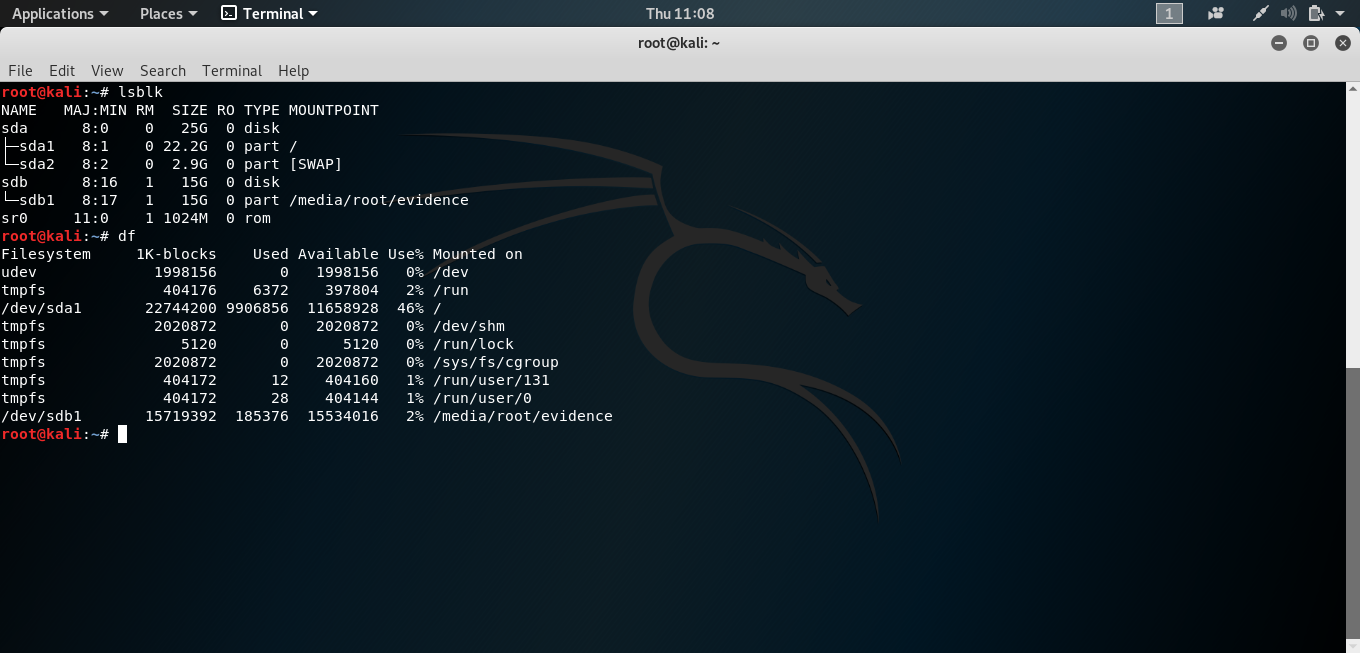 Applications Places Terminal Thu 11:08 1
root@kali: ~
File Edit View Search Terminal Help
root@kali:~# lsblk
NAME   MAJ:MIN RM  SIZE RO TYPE MOUNTPOINT
sda      8:0    0   25G  0 disk
├─sda1   8:1    0 22.2G  0 part /
└─sda2   8:2    0  2.9G  0 part [SWAP]
sdb      8:16   1   15G  0 disk
└─sdb1   8:17   1   15G  0 part /media/root/evidence
sr0     11:0    1 1024M  0 rom
root@kali:~# df
Filesystem     1K-blocks    Used Available Use% Mounted on
udev             1998156       0   1998156   0% /dev
tmpfs             404176    6372    397804   2% /run
/dev/sda1       22744200 9906856  11658928  46% /
tmpfs            2020872       0   2020872   0% /dev/shm
tmpfs               5120       0      5120   0% /run/lock
tmpfs            2020872       0   2020872   0% /sys/fs/cgroup
tmpfs             404172      12    404160   1% /run/user/131
tmpfs             404172      28    404144   1% /run/user/0
/dev/sdb1       15719392  185376  15534016   2% /media/root/evidence
root@kali:~#